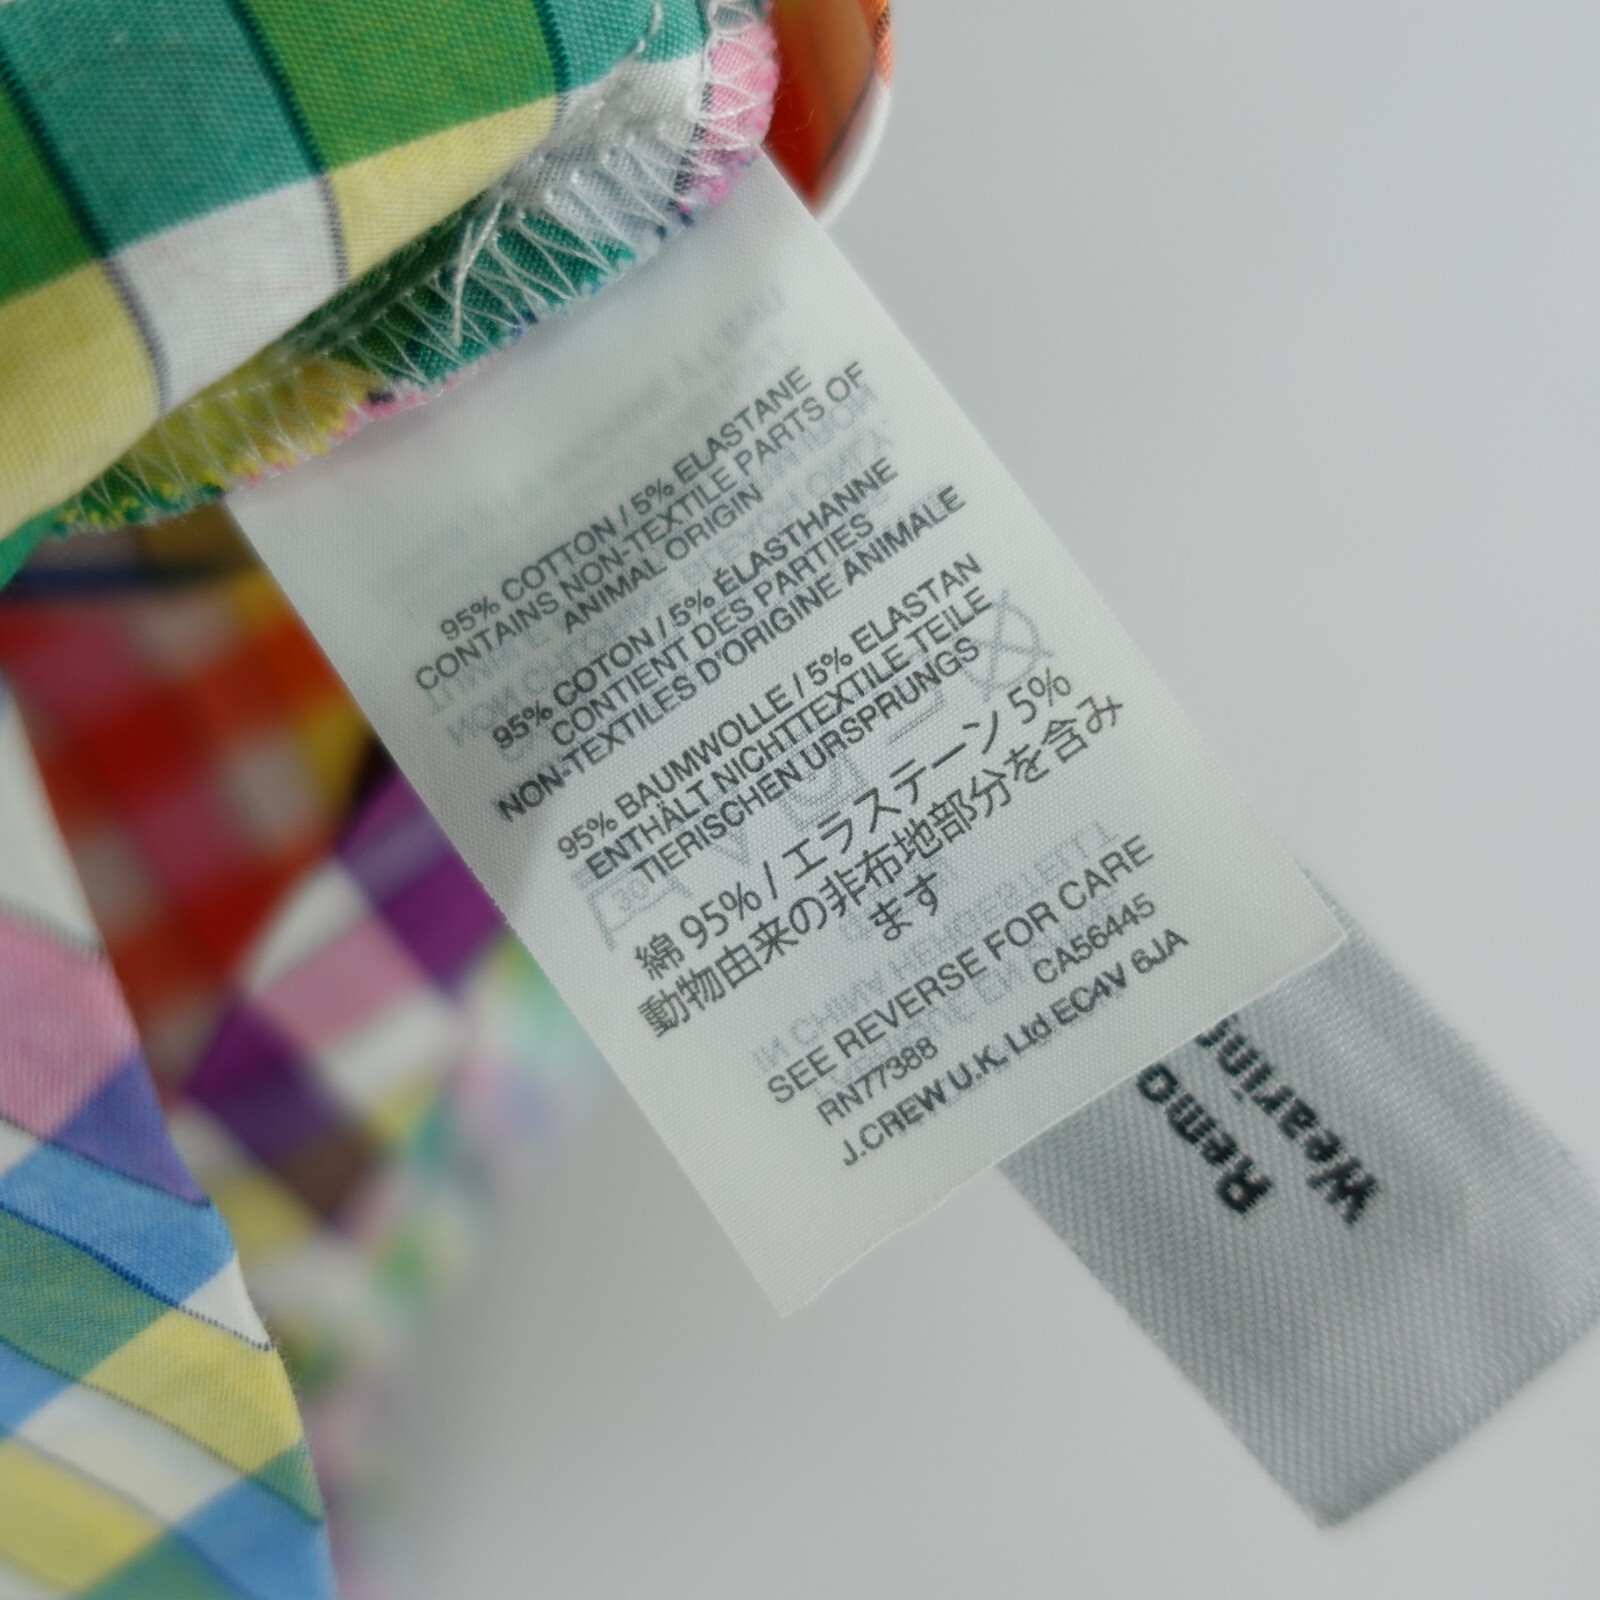 95% COTTON / 5% ELASTANE
CONTAINS NON-TEXTILE PARTS OF
ANIMAL ORIGIN
95% COTON / 5% ÉLASTHANNE
CONTIENT DES PARTIES
NON-TEXTILES D'ORIGINE ANIMALE
95% BAUMWOLLE / 5% ELASTAN
ENTHÄLT NICHTTEXTILE TEILE
TIERISCHEN URSPRUNGS
綿 95% / エラステーン 5%
動物由来の非布地部分を含み
ます
SEE REVERSE FOR CARE
RN77388 CA56445
J.CREW U.K. Ltd EC4V 6JA
Remo
Wearing